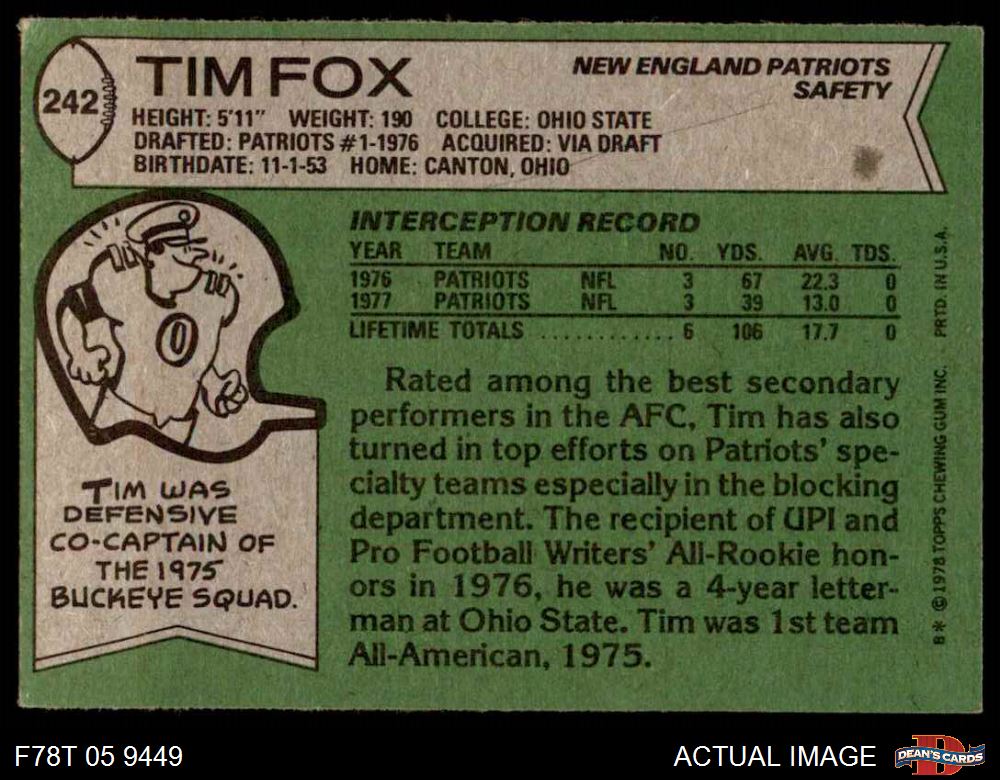 242
TIM FOX
NEW ENGLAND PATRIOTS
SAFETY
HEIGHT: 5'11" WEIGHT: 190 COLLEGE: OHIO STATE
DRAFTED: PATRIOTS #1-1976 ACQUIRED: VIA DRAFT
BIRTHDATE: 11-1-53 HOME: CANTON, OHIO
INTERCEPTION RECORD
YEAR TEAM NO. YDS. AVG. TDS.
1976 PATRIOTS NFL 3 67 22.3 0
1977 PATRIOTS NFL 3 39 13.0 0
LIFETIME TOTALS ............. 6 106 17.7 0
Rated among the best secondary
performers in the AFC, Tim has also
turned in top efforts on Patriots' spe-
cialty teams especially in the blocking
department. The recipient of UPI and
Pro Football Writers' All-Rookie hon-
ors in 1976, he was a 4-year letter-
man at Ohio State. Tim was 1st team
All-American, 1975.
O
TIM WAS
DEFENSIVE
CO-CAPTAIN OF
THE 1975
BUCKEYE SQUAD.
B* © 1978 TOPPS CHEWING GUM INC. PRTD. IN U.S.A.
F78T 05 9449
ACTUAL IMAGE
D
DEAN'S CARDS